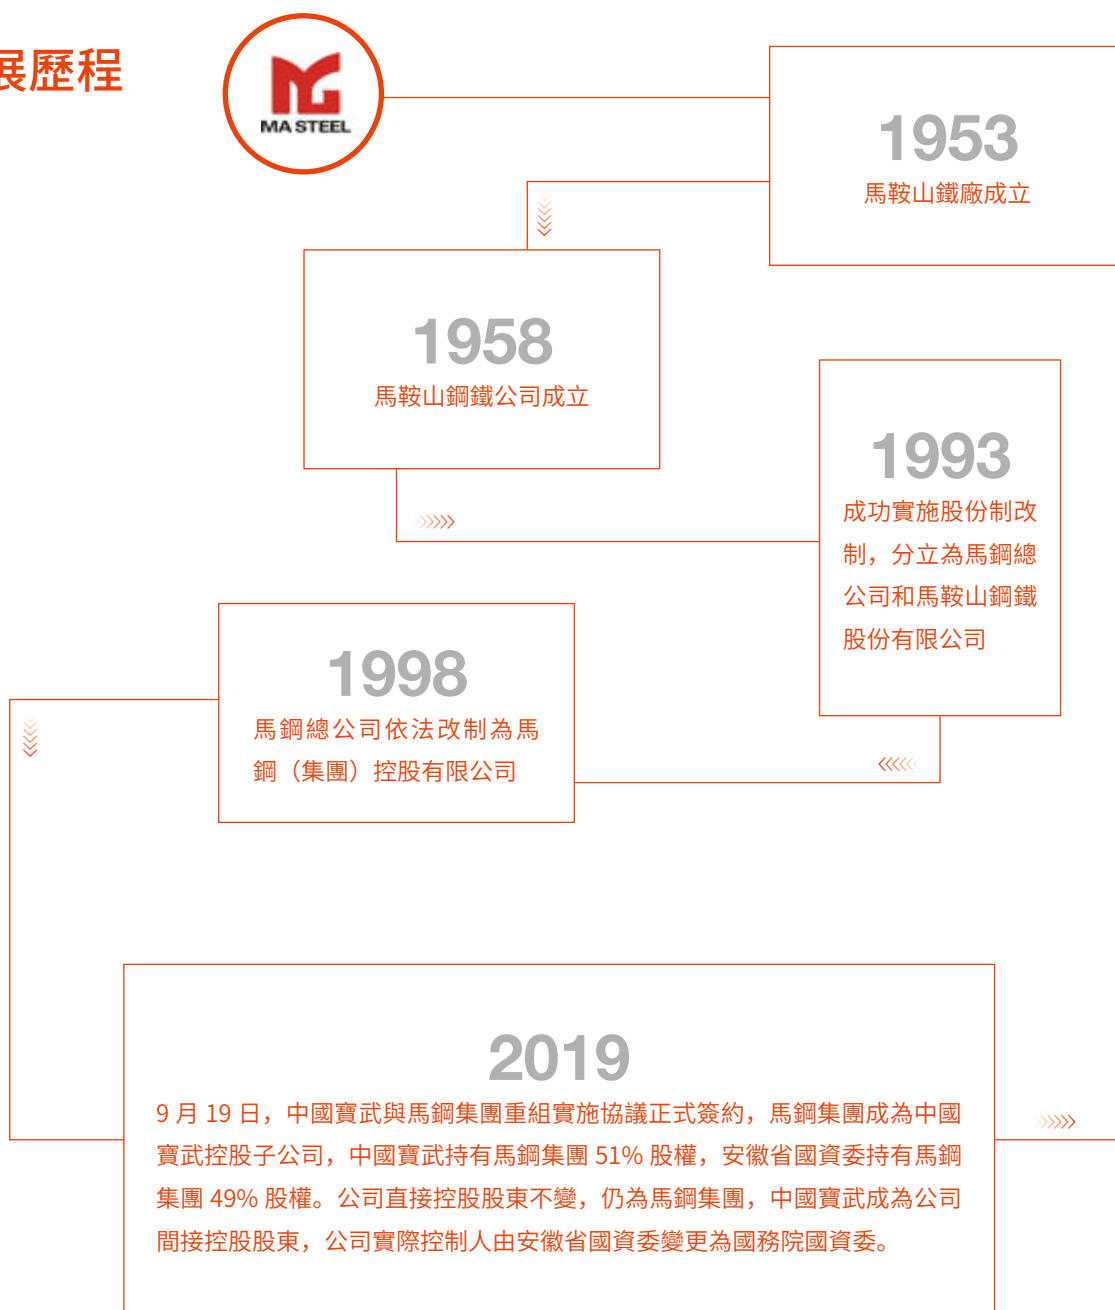 展歷程
MA STEEL
1953
馬鞍山鐵廠成立
1958
馬鞍山鋼鐵公司成立
1993
成功實施股份制改
制，分立為馬鋼總
公司和馬鞍山鋼鐵
股份有限公司
1998
馬鋼總公司依法改制為馬
鋼（集團）控股有限公司
2019
9 月 19 日，中國寶武與馬鋼集團重組實施協議正式簽約，馬鋼集團成為中國
寶武控股子公司，中國寶武持有馬鋼集團 51% 股權，安徽省國資委持有馬鋼
集團 49% 股權。公司直接控股股東不變，仍為馬鋼集團，中國寶武成為公司
間接控股股東，公司實際控制人由安徽省國資委變更為國務院國資委。